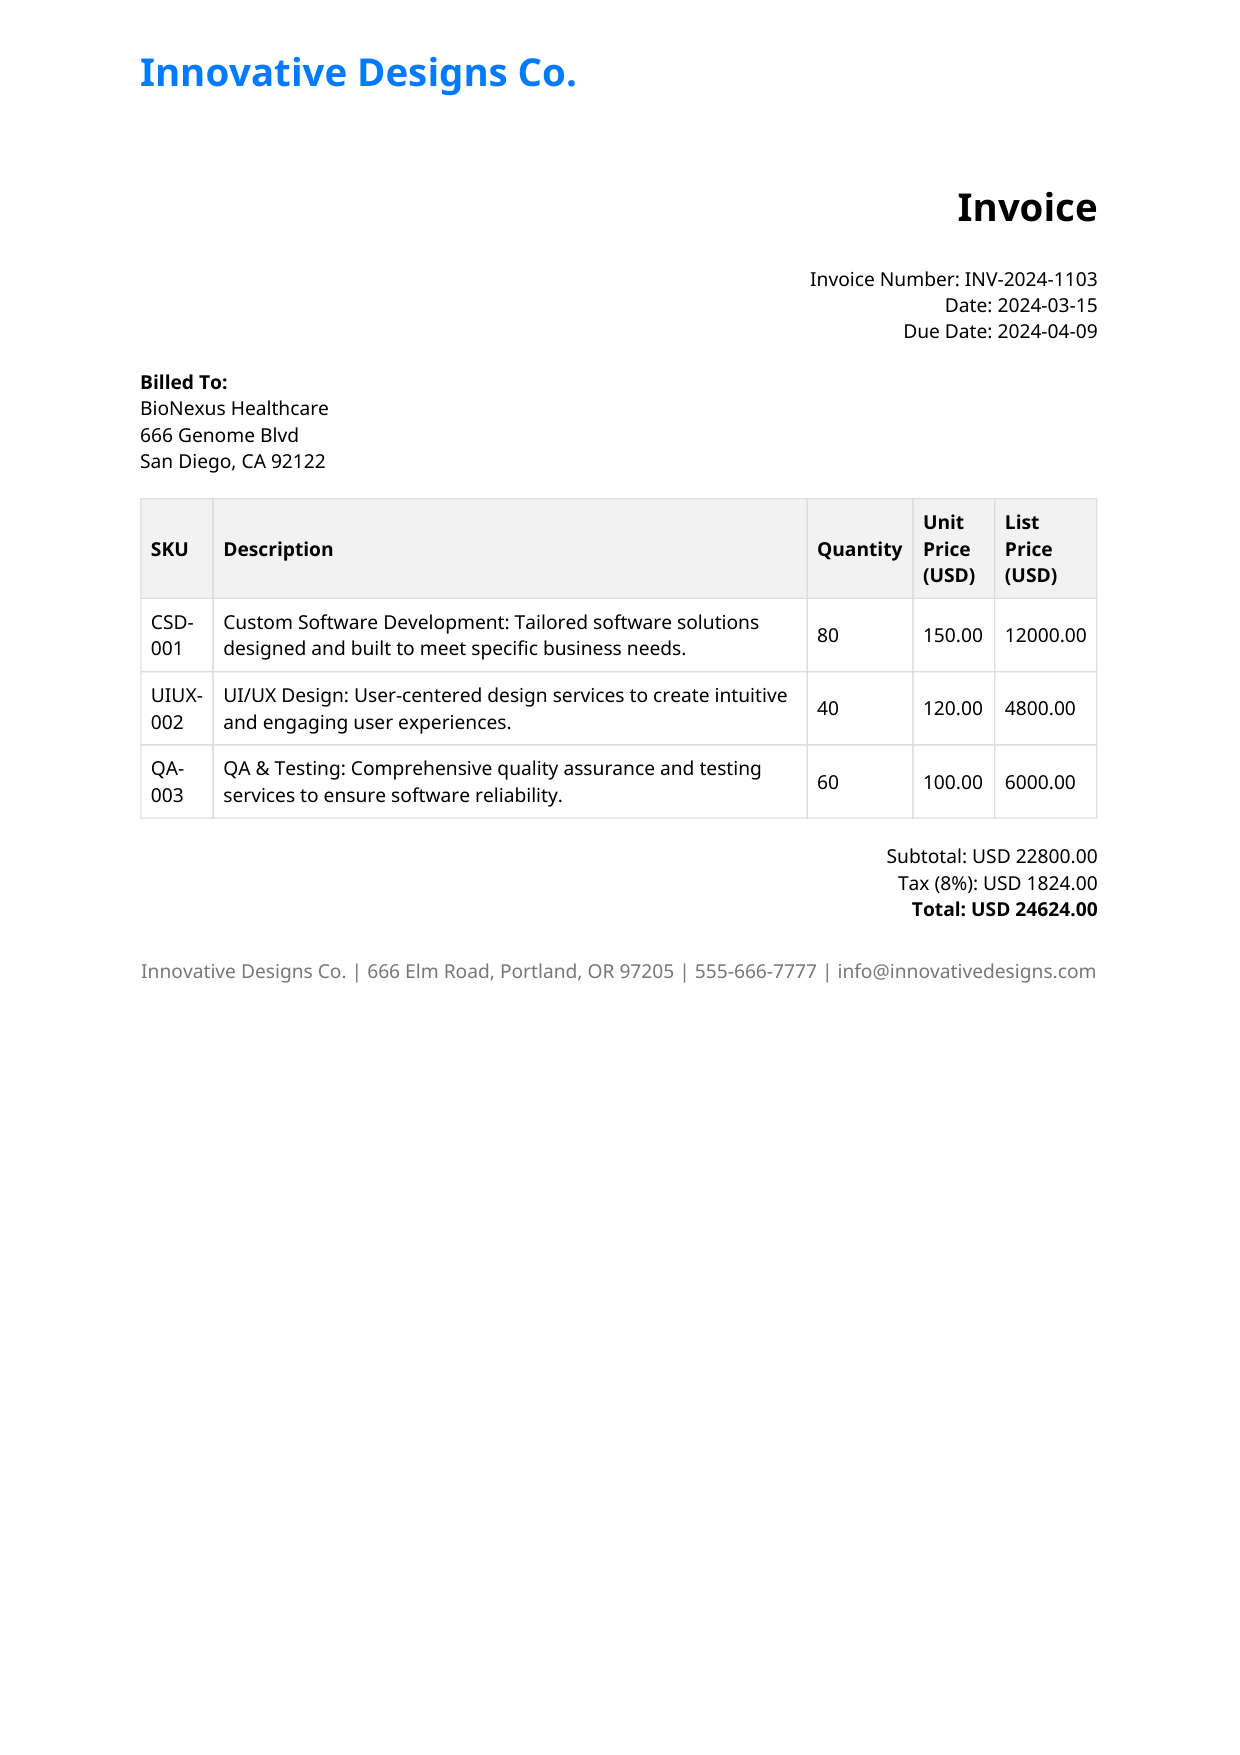 Innovative Designs Co.
Invoice
Invoice Number: INV-2024-1103
Date: 2024-03-15
Due Date: 2024-04-09
Billed To:
BioNexus Healthcare
666 Genome Blvd
San Diego, CA 92122
SKU Description Quantity Unit Price (USD) List Price (USD)
CSD-001 Custom Software Development: Tailored software solutions designed and built to meet specific business needs. 80 150.00 12000.00
UIUX-002 UI/UX Design: User-centered design services to create intuitive and engaging user experiences. 40 120.00 4800.00
QA-003 QA & Testing: Comprehensive quality assurance and testing services to ensure software reliability. 60 100.00 6000.00
Subtotal: USD 22800.00
Tax (8%): USD 1824.00
Total: USD 24624.00
Innovative Designs Co. | 666 Elm Road, Portland, OR 97205 | 555-666-7777 | info@innovativedesigns.com